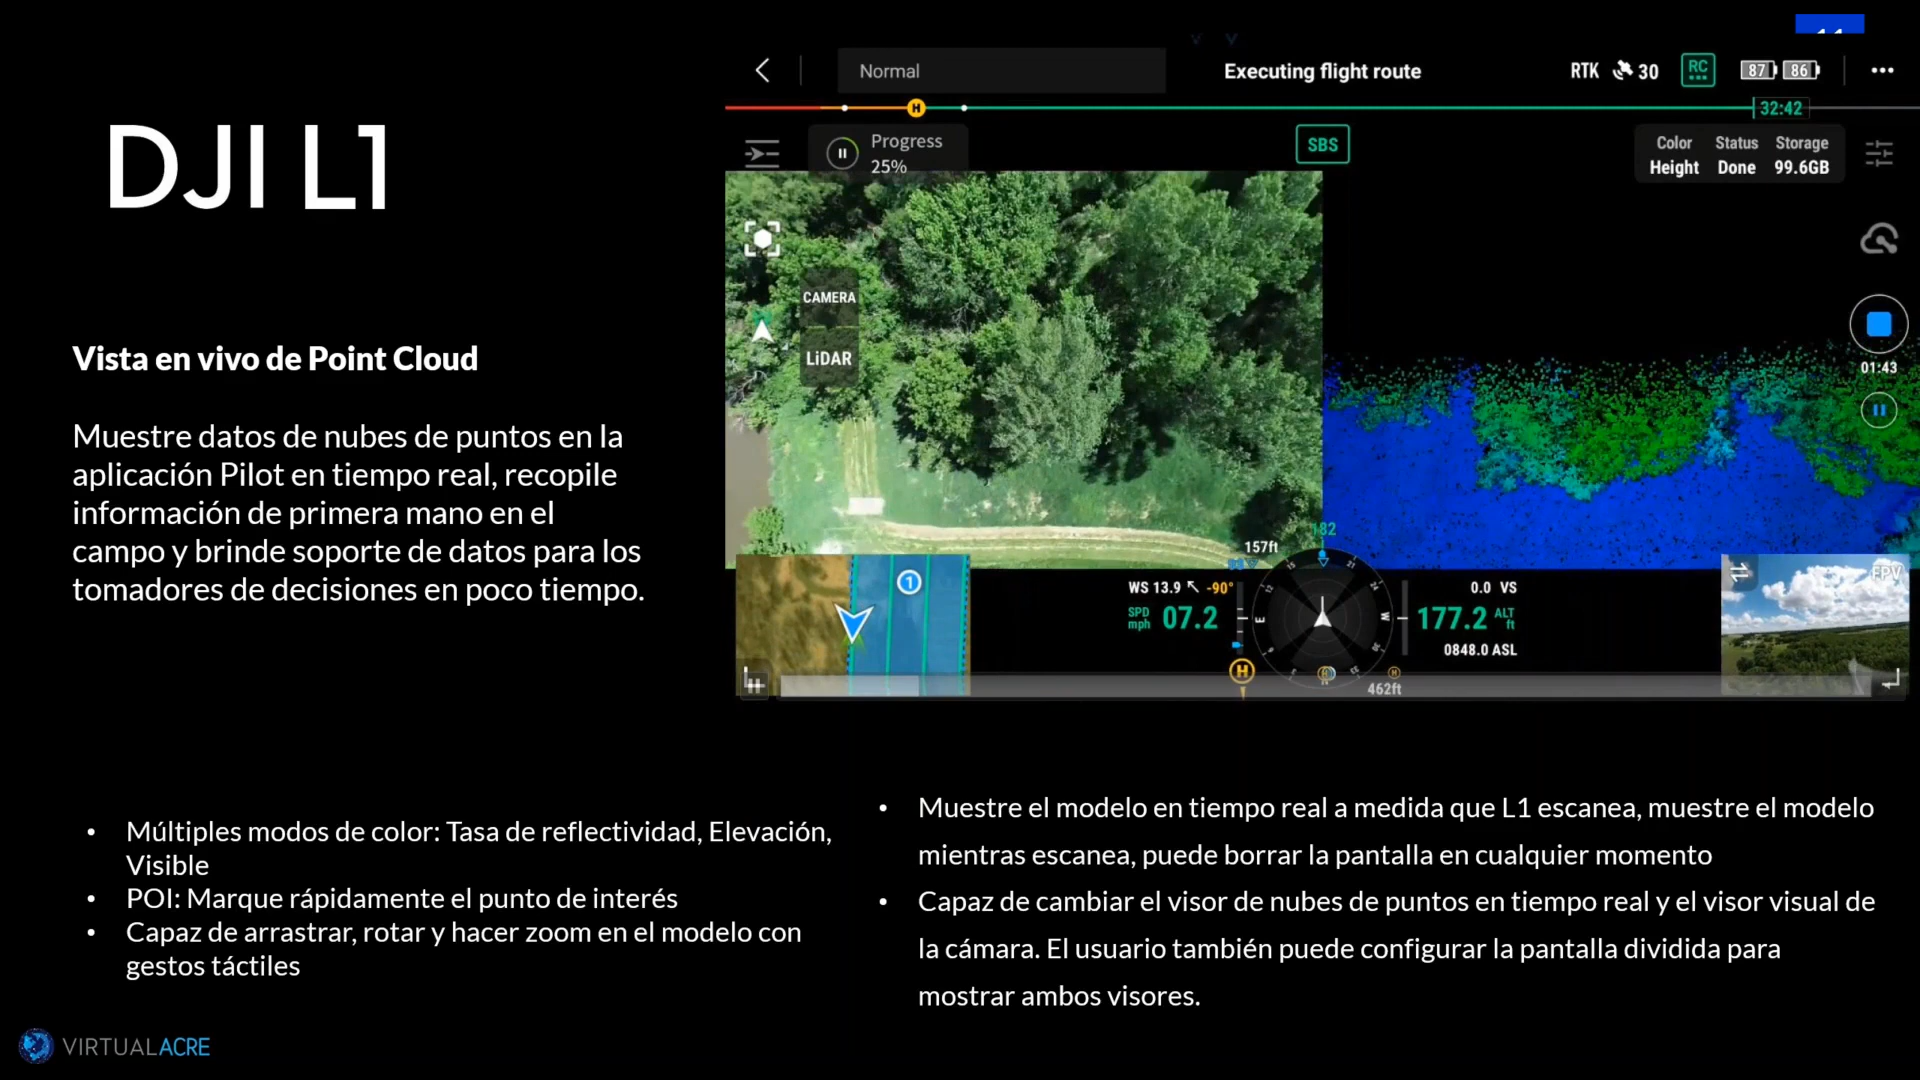 DJI L1
Vista en vivo de Point Cloud
Muestre datos de nubes de puntos en la
aplicación Pilot en tiempo real, recopile
información de primera mano en el
campo y brinde soporte de datos para los
tomadores de decisiones en poco tiempo.
Normal
Executing flight route
RTK 30
RC
87 86
H
32:42
Progress
25%
SBS
Color Status Storage
Height Done 99.6GB
CAMERA
LiDAR
01:43
182
157ft
WS 13.9 -90°
SPD
mph
07.2
0.0 VS
177.2 ALT
ft
0848.0 ASL
E
W
H
H
462ft
1
FPV
• Múltiples modos de color: Tasa de reflectividad, Elevación,
Visible
• POI: Marque rápidamente el punto de interés
• Capaz de arrastrar, rotar y hacer zoom en el modelo con
gestos táctiles
• Muestre el modelo en tiempo real a medida que L1 escanea, muestre el modelo
mientras escanea, puede borrar la pantalla en cualquier momento
• Capaz de cambiar el visor de nubes de puntos en tiempo real y el visor visual de
la cámara. El usuario también puede configurar la pantalla dividida para
mostrar ambos visores.
VIRTUALACRE